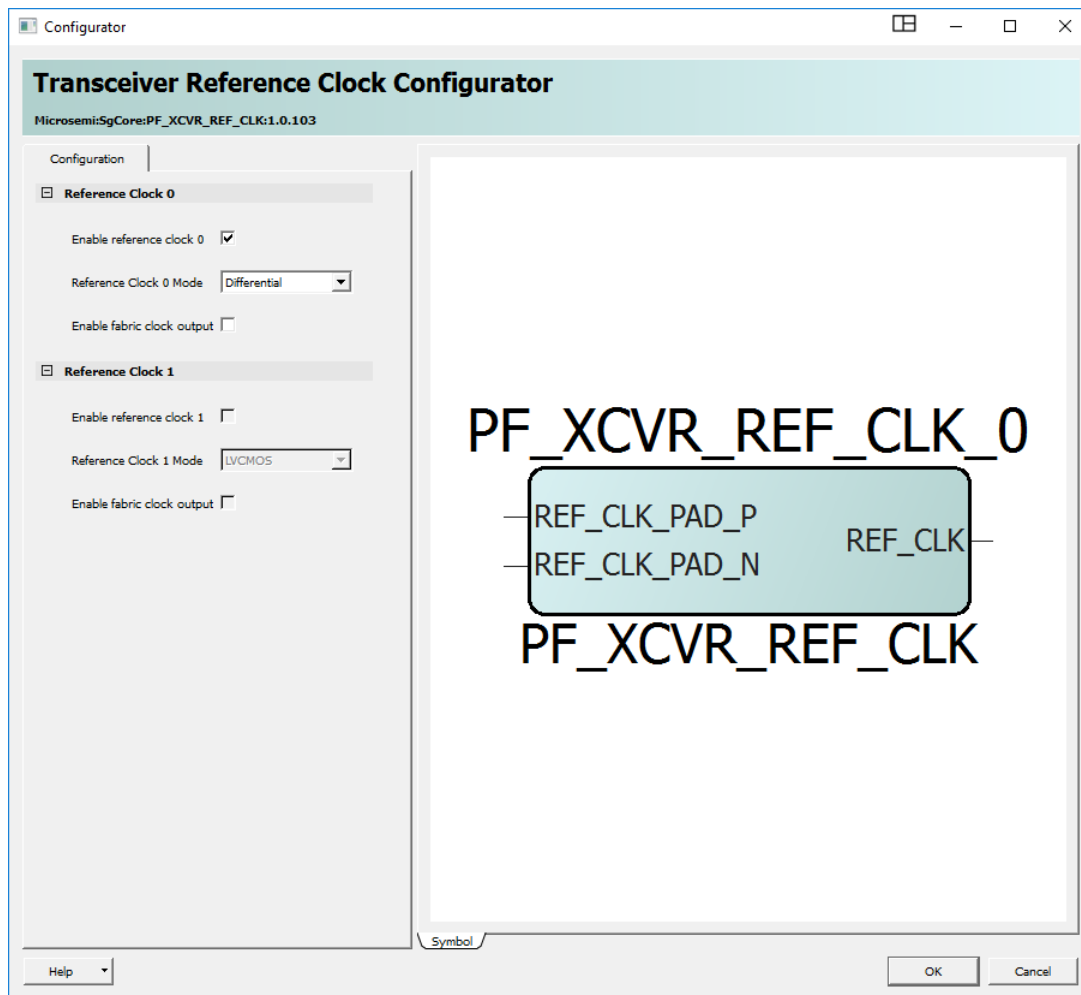 Configurator
Transceiver Reference Clock Configurator
Microsemi:SgCore:PF_XCVR_REF_CLK:1.0.103
Configuration
Reference Clock 0
Enable reference clock 0
Reference Clock 0 Mode Differential
Enable fabric clock output
Reference Clock 1
Enable reference clock 1
Reference Clock 1 Mode LVCMOS
Enable fabric clock output
PF_XCVR_REF_CLK_0
REF_CLK_PAD_P
REF_CLK
REF_CLK_PAD_N
PF_XCVR_REF_CLK
Symbol
Help
OK
Cancel